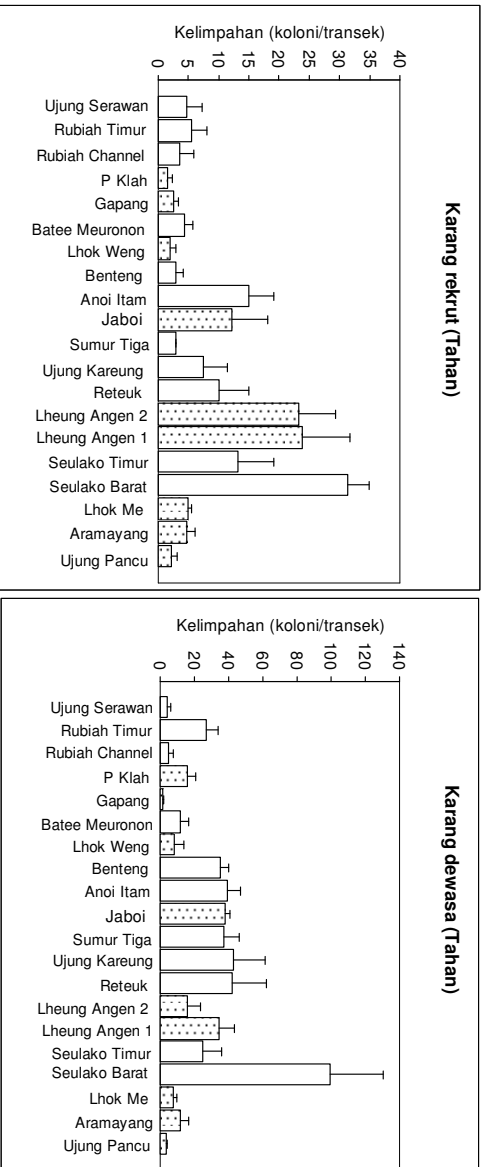 Karang rekrut (Tahan)
Kelimpahan (koloni/transek)
0 5 10 15 20 25 30 35 40
Ujung Serawan
Rubiah Timur
Rubiah Channel
P Klah
Gapang
Batee Meuronon
Lhok Weng
Benteng
Anoi Itam
Jaboi
Sumur Tiga
Ujung Kareung
Reteuk
Lheung Angen 2
Lheung Angen 1
Seulako Timur
Seulako Barat
Lhok Me
Aramayang
Ujung Pancu
Karang dewasa (Tahan)
Kelimpahan (koloni/transek)
0 20 40 60 80 100 120 140
Ujung Serawan
Rubiah Timur
Rubiah Channel
P Klah
Gapang
Batee Meuronon
Lhok Weng
Benteng
Anoi Itam
Jaboi
Sumur Tiga
Ujung Kareung
Reteuk
Lheung Angen 2
Lheung Angen 1
Seulako Timur
Seulako Barat
Lhok Me
Aramayang
Ujung Pancu